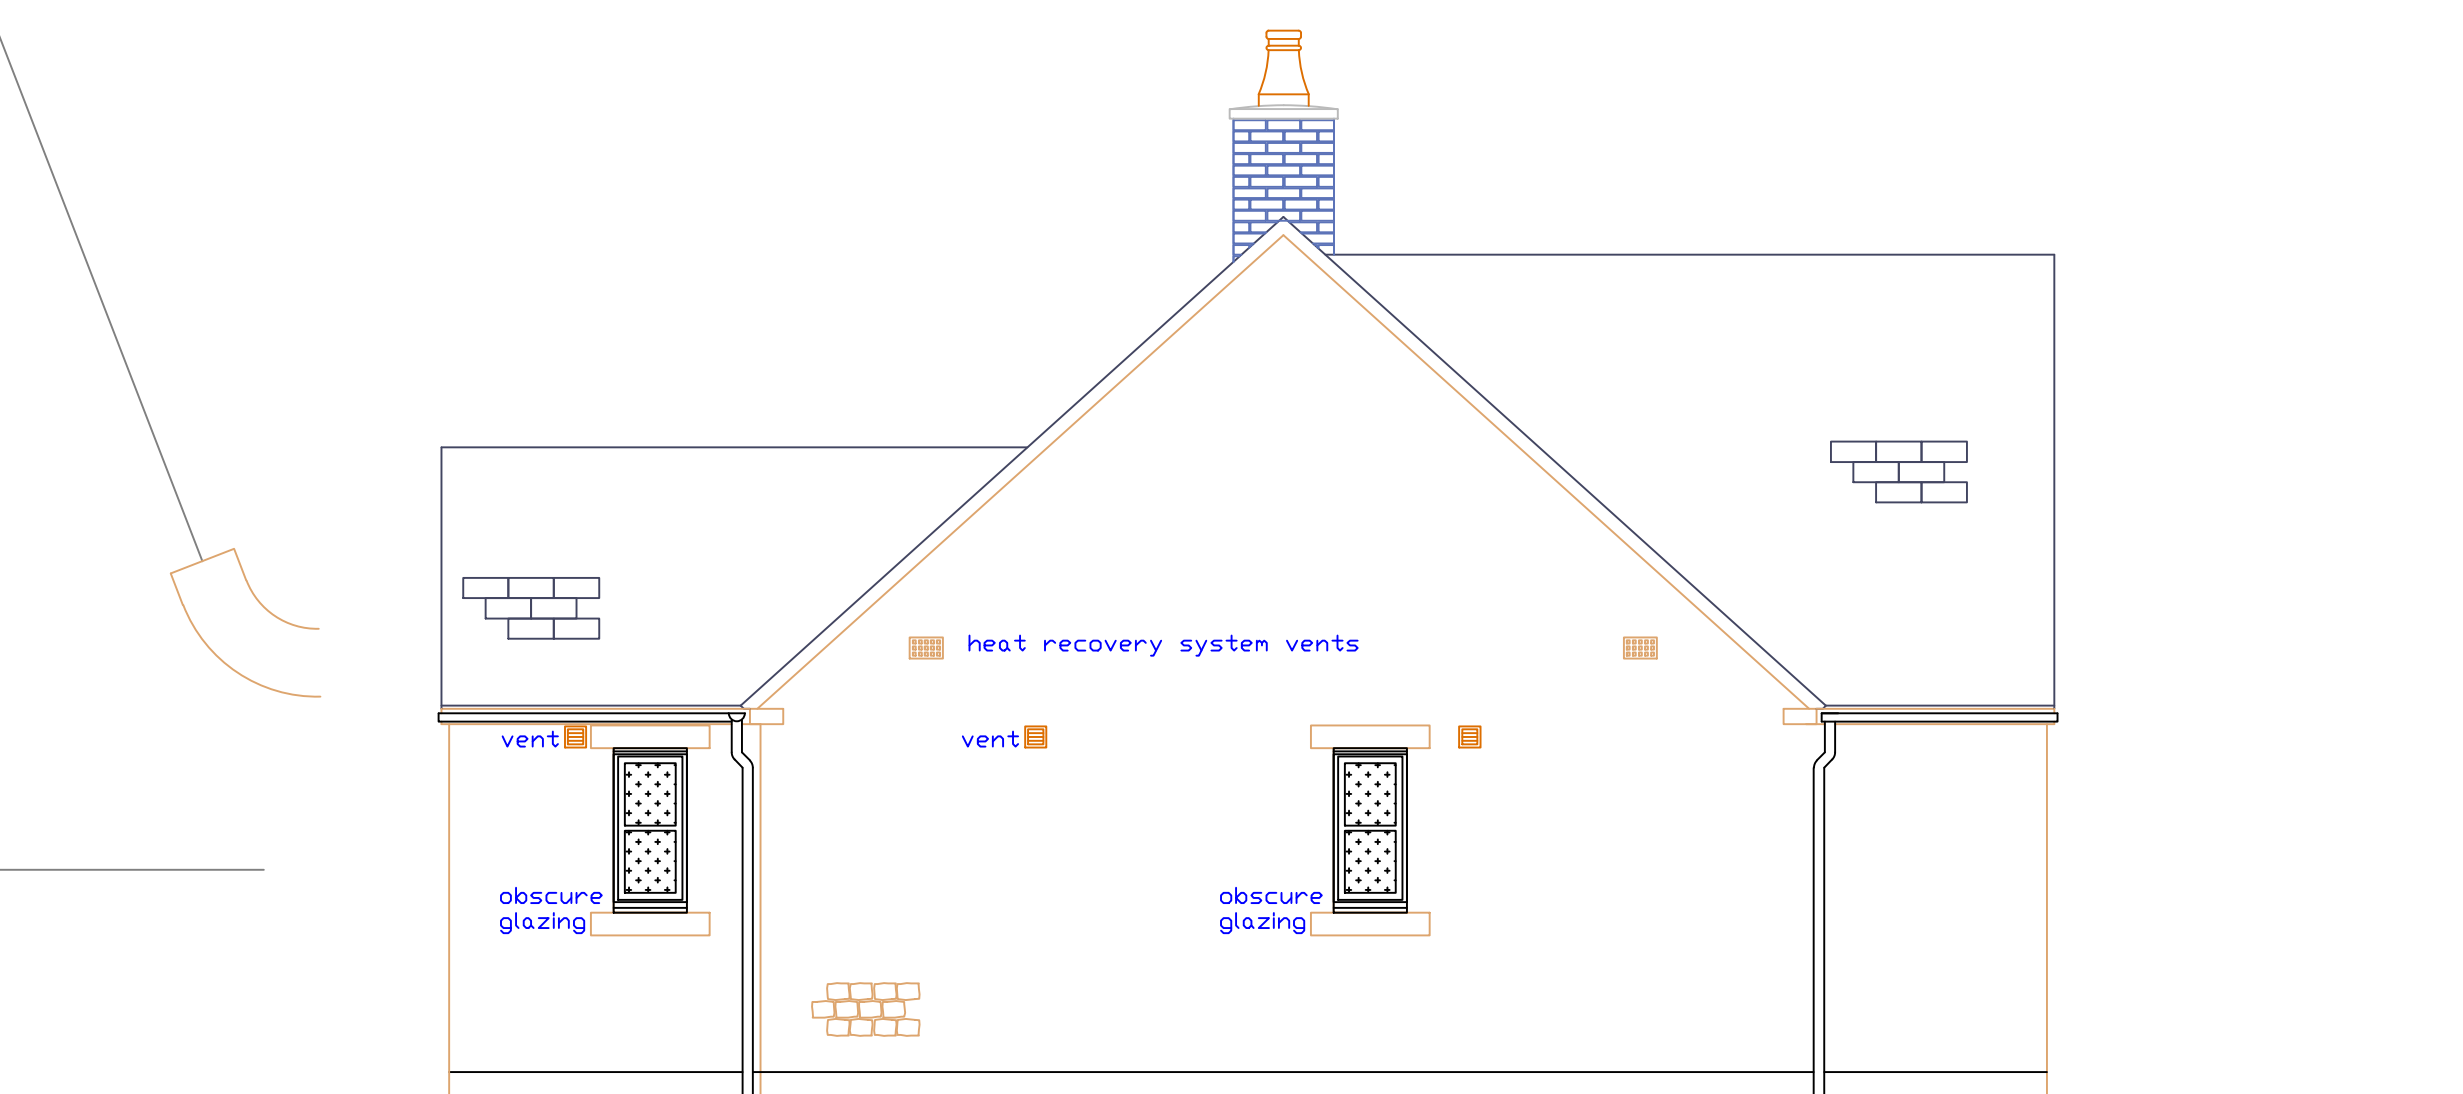 heat recovery system vents
vent
vent
obscure
glazing
obscure
glazing